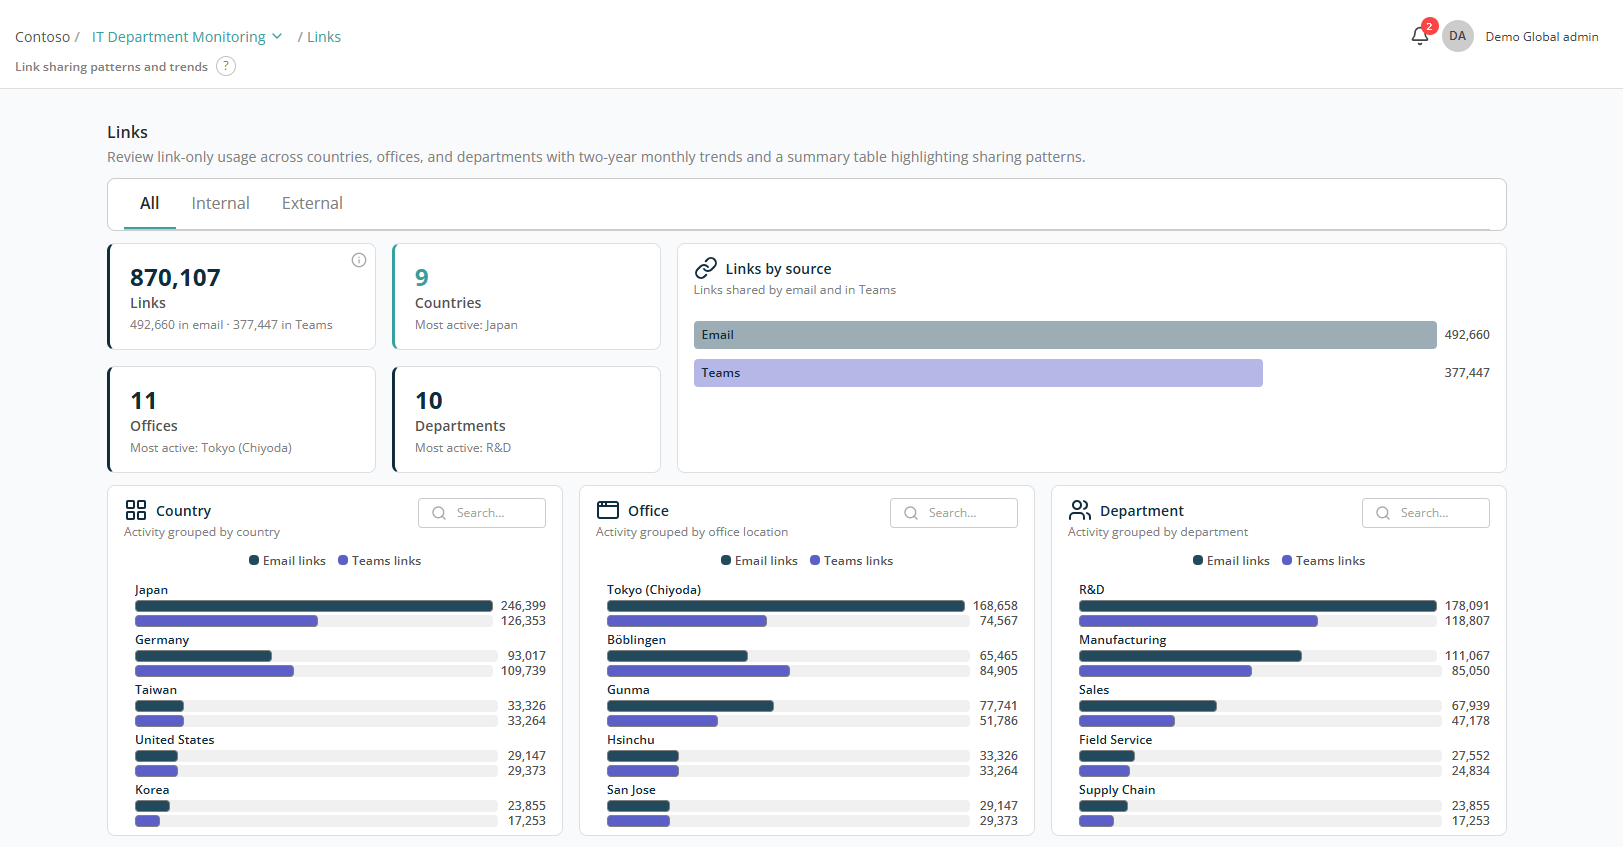 Contoso / IT Department Monitoring / Links
2
DA
Demo Global admin
Link sharing patterns and trends ?
Links
Review link-only usage across countries, offices, and departments with two-year monthly trends and a summary table highlighting sharing patterns.
All Internal External
870,107
Links
492,660 in email · 377,447 in Teams
9
Countries
Most active: Japan
11
Offices
Most active: Tokyo (Chiyoda)
10
Departments
Most active: R&D
Links by source
Links shared by email and in Teams
Email 492,660
Teams 377,447
Country
Search...
Activity grouped by country
Email links Teams links
Japan
246,399
126,353
Germany
93,017
109,739
Taiwan
33,326
33,264
United States
29,147
29,373
Korea
23,855
17,253
Office
Search...
Activity grouped by office location
Email links Teams links
Tokyo (Chiyoda)
168,658
74,567
Böblingen
65,465
84,905
Gunma
77,741
51,786
Hsinchu
33,326
33,264
San Jose
29,147
29,373
Department
Search...
Activity grouped by department
Email links Teams links
R&D
178,091
118,807
Manufacturing
111,067
85,050
Sales
67,939
47,178
Field Service
27,552
24,834
Supply Chain
23,855
17,253